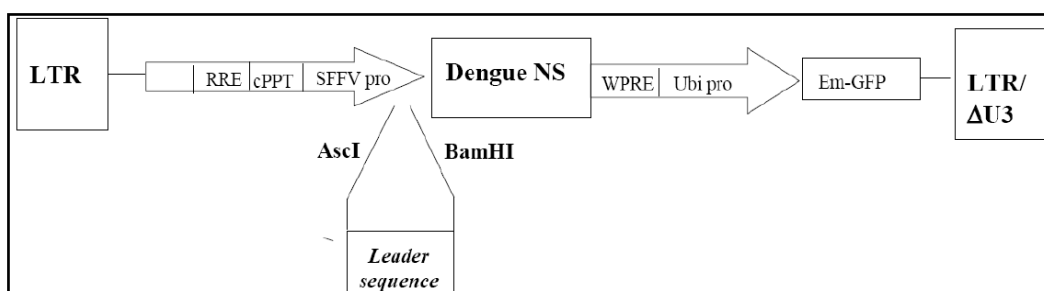 LTR
RRE cPPT SFFV pro
Dengue NS
WPRE Ubi pro
Em-GFP
LTR/
ΔU3
AscI
BamHI
Leader
sequence